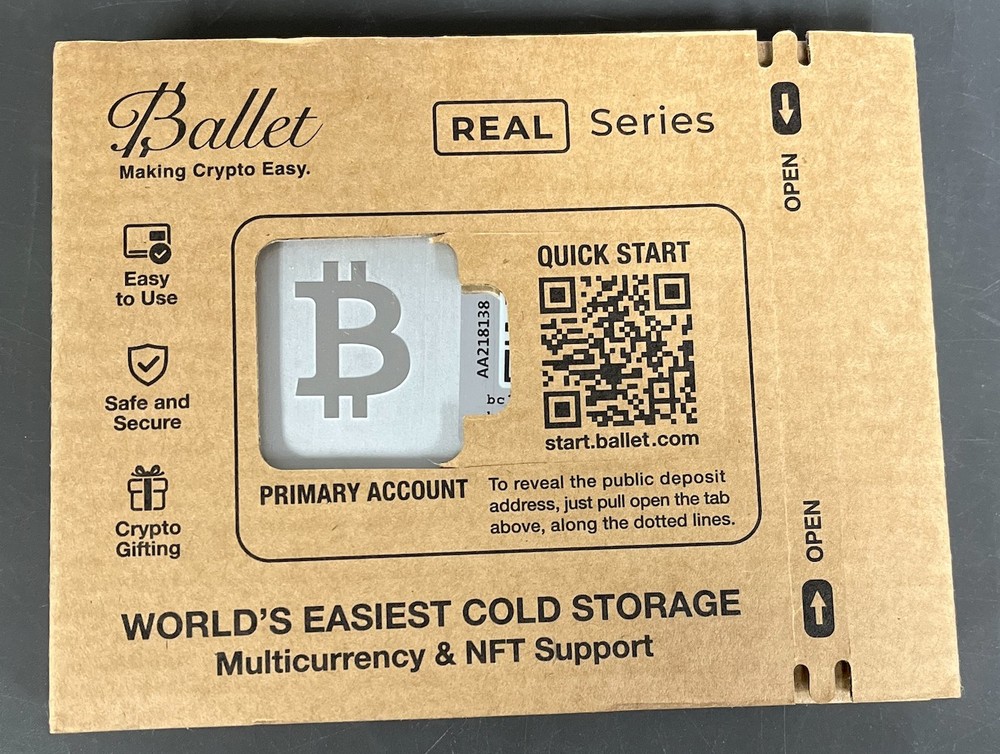 Ballet
Making Crypto Easy.
REAL Series
OPEN
Easy
to Use
Safe and
Secure
Crypto
Gifting
AA218138
bc
PRIMARY ACCOUNT
QUICK START
start.ballet.com
To reveal the public deposit
address, just pull open the tab
above, along the dotted lines.
OPEN
WORLD'S EASIEST COLD STORAGE
Multicurrency & NFT Support